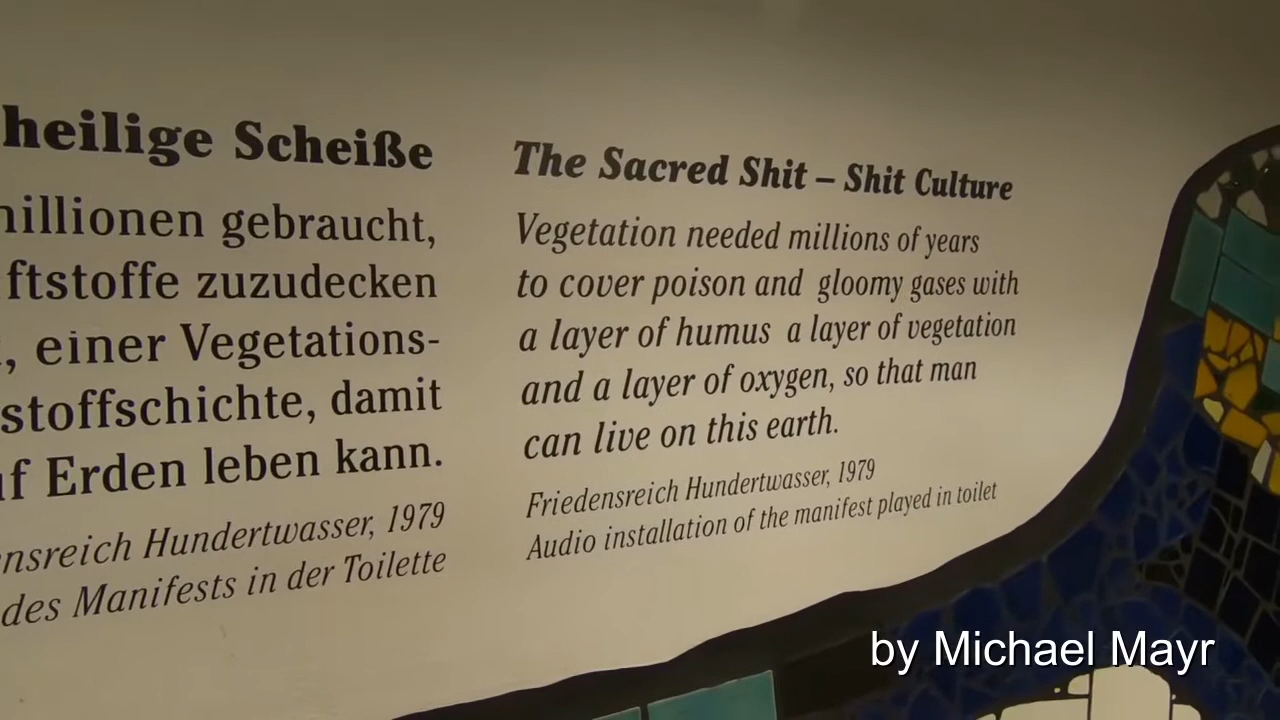 heilige Scheiße
millionen gebraucht,
ftstoffe zuzudecken
, einer Vegetations-
stoffschichte, damit
uf Erden leben kann.
ensreich Hundertwasser, 1979
des Manifests in der Toilette
The Sacred Shit – Shit Culture
Vegetation needed millions of years
to cover poison and gloomy gases with
a layer of humus a layer of vegetation
and a layer of oxygen, so that man
can live on this earth.
Friedensreich Hundertwasser, 1979
Audio installation of the manifest played in toilet
by Michael Mayr